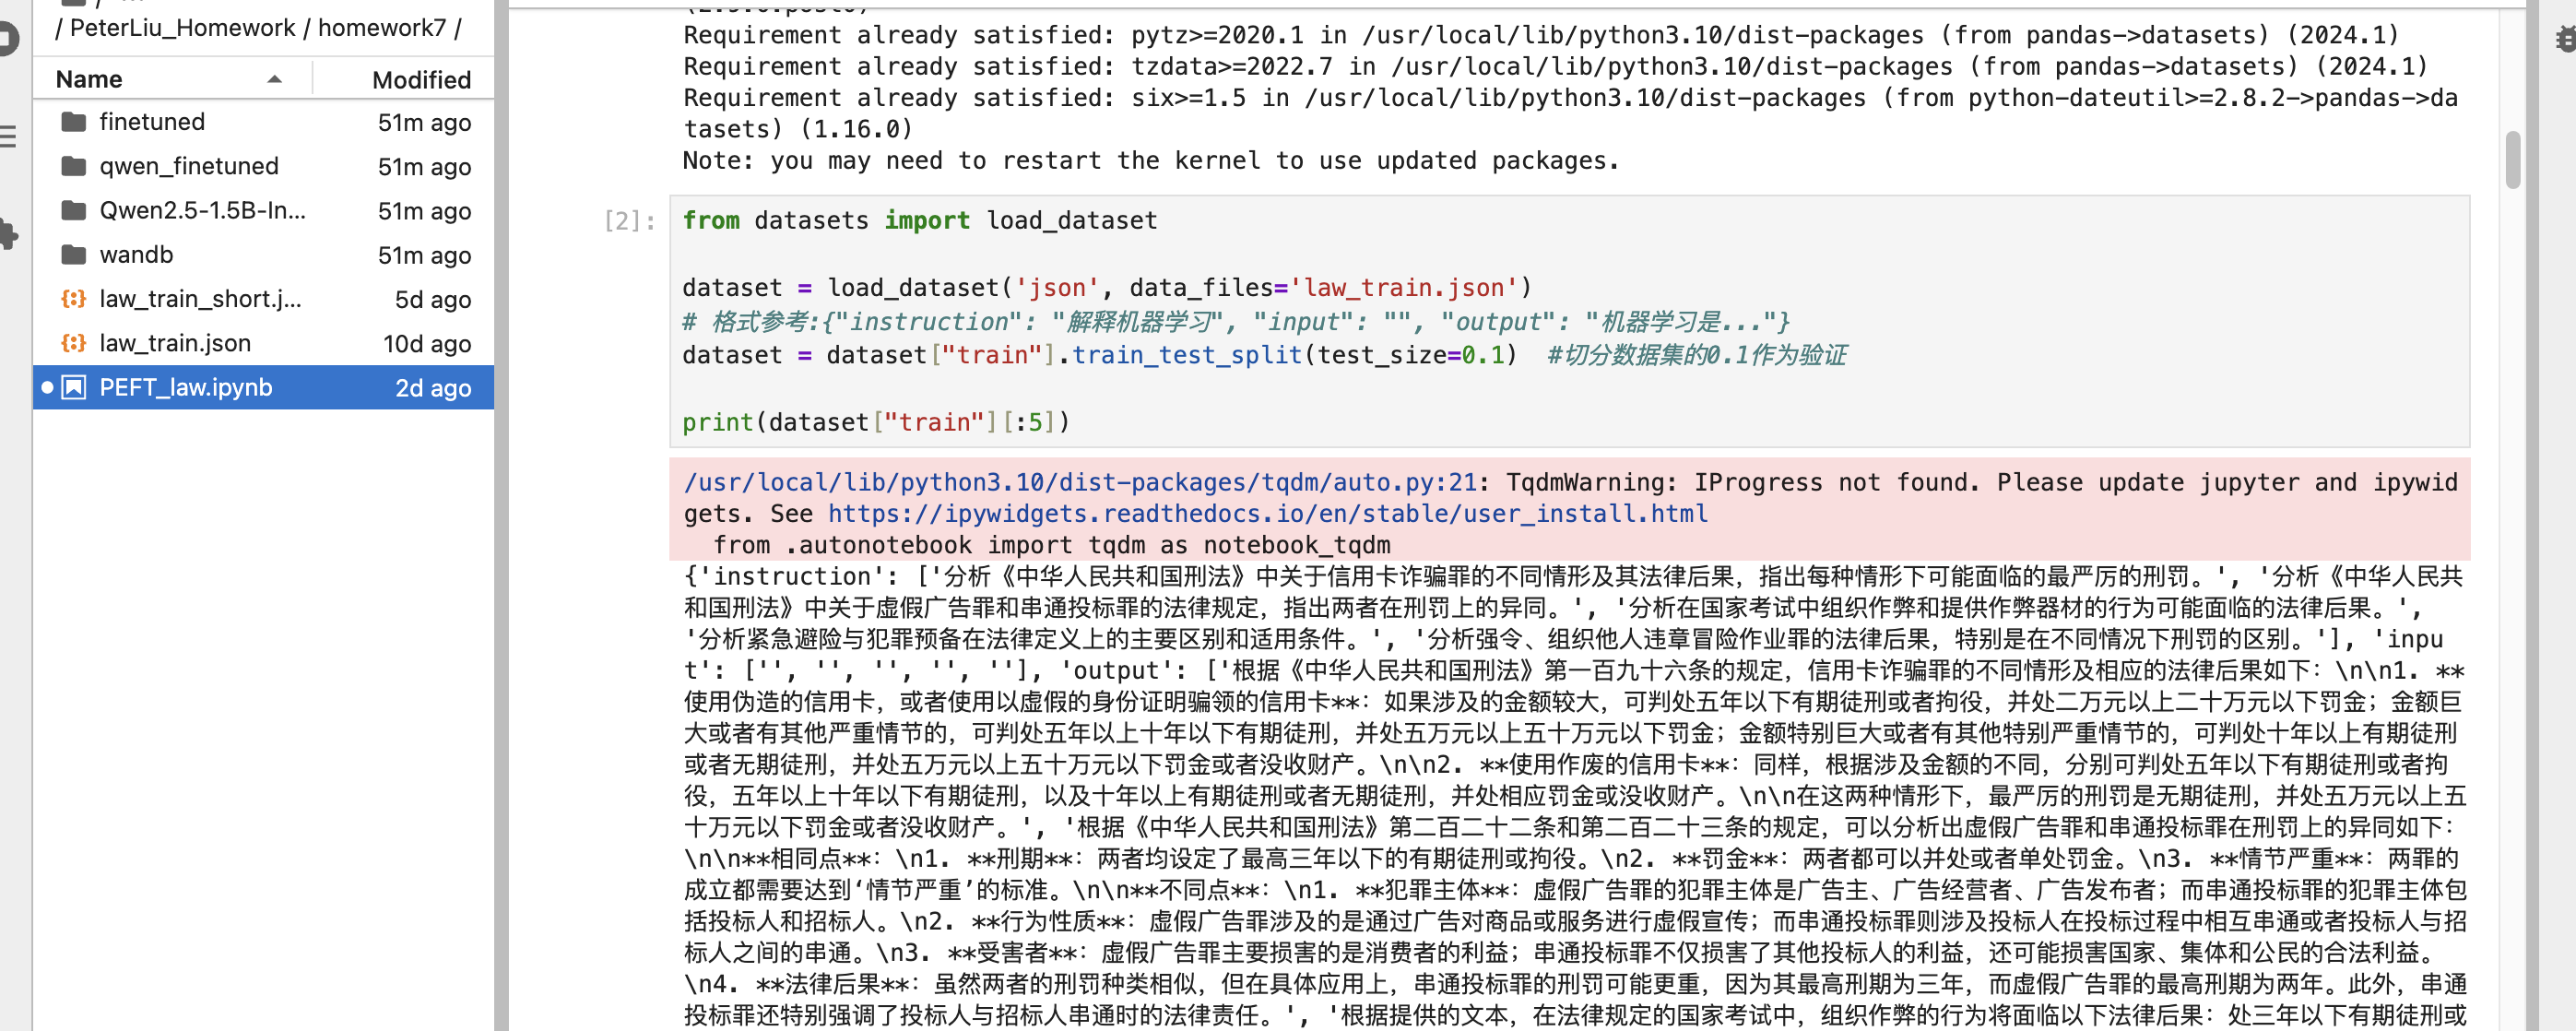 / PeterLiu_Homework / homework7 /
Name
Modified
finetuned 51m ago
qwen_finetuned 51m ago
Qwen2.5-1.5B-In... 51m ago
wandb 51m ago
law_train_short.j... 5d ago
law_train.json 10d ago
PEFT_law.ipynb 2d ago
Requirement already satisfied: pytz>=2020.1 in /usr/local/lib/python3.10/dist-packages (from pandas->datasets) (2024.1)
Requirement already satisfied: tzdata>=2022.7 in /usr/local/lib/python3.10/dist-packages (from pandas->datasets) (2024.1)
Requirement already satisfied: six>=1.5 in /usr/local/lib/python3.10/dist-packages (from python-dateutil>=2.8.2->pandas->da
tasets) (1.16.0)
Note: you may need to restart the kernel to use updated packages.
[2]:
from datasets import load_dataset
dataset = load_dataset('json', data_files='law_train.json')
# 格式参考:{"instruction": "解释机器学习", "input": "", "output": "机器学习是..."}
dataset = dataset["train"].train_test_split(test_size=0.1)  #切分数据集的0.1作为验证
print(dataset["train"][:5])
/usr/local/lib/python3.10/dist-packages/tqdm/auto.py:21: TqdmWarning: IProgress not found. Please update jupyter and ipywid
gets. See https://ipywidgets.readthedocs.io/en/stable/user_install.html
from .autonotebook import tqdm as notebook_tqdm
{'instruction': ['分析《中华人民共和国刑法》中关于信用卡诈骗罪的不同情形及其法律后果，指出每种情形下可能面临的最严厉的刑罚。', '分析《中华人民共
和国刑法》中关于虚假广告罪和串通投标罪的法律规定，指出两者在刑罚上的异同。', '分析在国家考试中组织作弊和提供作弊器材的行为可能面临的法律后果。',
'分析紧急避险与犯罪预备在法律定义上的主要区别和适用条件。', '分析强令、组织他人违章冒险作业罪的法律后果，特别是在不同情况下刑罚的区别。'], 'inpu
t': ['', '', '', '', ''], 'output': ['根据《中华人民共和国刑法》第一百九十六条的规定，信用卡诈骗罪的不同情形及相应的法律后果如下：\n\n1. **
使用伪造的信用卡，或者使用以虚假的身份证明骗领的信用卡**：如果涉及的金额较大，可判处五年以下有期徒刑或者拘役，并处二万元以上二十万元以下罚金；金额巨
大或者有其他严重情节的，可判处五年以上十年以下有期徒刑，并处五万元以上五十万元以下罚金；金额特别巨大或者有其他特别严重情节的，可判处十年以上有期徒刑
或者无期徒刑，并处五万元以上五十万元以下罚金或者没收财产。\n\n2. **使用作废的信用卡**：同样，根据涉及金额的不同，分别可判处五年以下有期徒刑或者拘
役，五年以上十年以下有期徒刑，以及十年以上有期徒刑或者无期徒刑，并处相应罚金或没收财产。\n\n在这两种情形下，最严厉的刑罚是无期徒刑，并处五万元以上五
十万元以下罚金或者没收财产。', '根据《中华人民共和国刑法》第二百二十二条和第二百二十三条的规定，可以分析出虚假广告罪和串通投标罪在刑罚上的异同如下：
\n\n**相同点**：\n1. **刑期**：两者均设定了最高三年以下的有期徒刑或拘役。\n2. **罚金**：两者都可以并处或者单处罚金。\n3. **情节严重**：两罪的
成立都需要达到‘情节严重’的标准。\n\n**不同点**：\n1. **犯罪主体**：虚假广告罪的犯罪主体是广告主、广告经营者、广告发布者；而串通投标罪的犯罪主体包
括投标人和招标人。\n2. **行为性质**：虚假广告罪涉及的是通过广告对商品或服务进行虚假宣传；而串通投标罪则涉及投标人在投标过程中相互串通或者投标人与招
标人之间的串通。\n3. **受害者**：虚假广告罪主要损害的是消费者的利益；串通投标罪不仅损害了其他投标人的利益，还可能损害国家、集体和公民的合法利益。
\n4. **法律后果**：虽然两者的刑罚种类相似，但在具体应用上，串通投标罪的刑罚可能更重，因为其最高刑期为三年，而虚假广告罪的最高刑期为两年。此外，串通
投标罪还特别强调了投标人与招标人串通时的法律责任。', '根据提供的文本，在法律规定的国家考试中，组织作弊的行为将面临以下法律后果：处三年以下有期徒刑或